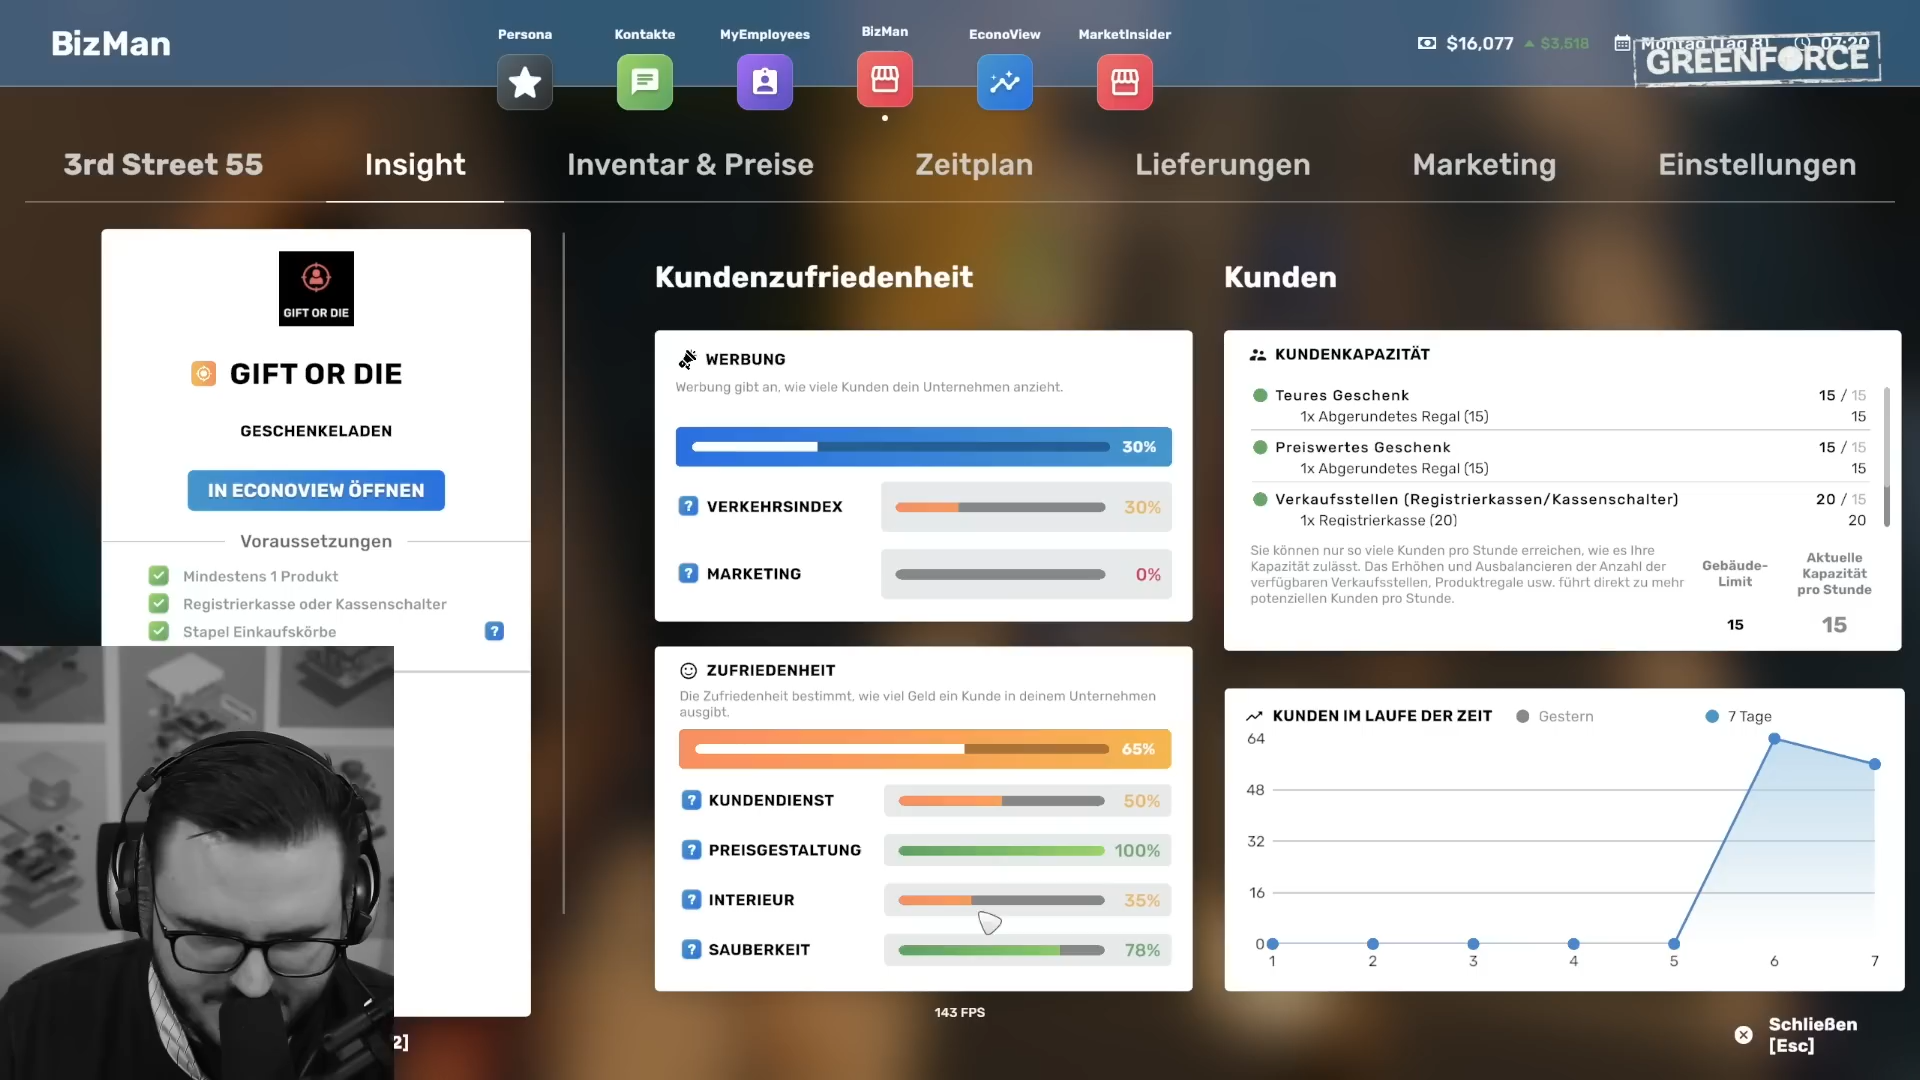 BizMan
Persona
Kontakte
MyEmployees
BizMan
EconoView
MarketInsider
$16,077
$3,518
Montag (Tag 8)
07:20
GREENFORCE
3rd Street 55
Insight
Inventar & Preise
Zeitplan
Lieferungen
Marketing
Einstellungen
GIFT OR DIE
GIFT OR DIE
GESCHENKELADEN
IN ECONOVIEW ÖFFNEN
Voraussetzungen
Mindestens 1 Produkt
Registrierkasse oder Kassenschalter
Stapel Einkaufskörbe
?
2]
Kundenzufriedenheit
WERBUNG
Werbung gibt an, wie viele Kunden dein Unternehmen anzieht.
30%
? VERKEHRSINDEX 30%
? MARKETING 0%
ZUFRIEDENHEIT
Die Zufriedenheit bestimmt, wie viel Geld ein Kunde in deinem Unternehmen
ausgibt.
65%
? KUNDENDIENST 50%
? PREISGESTALTUNG 100%
? INTERIEUR 35%
? SAUBERKEIT 78%
143 FPS
Kunden
KUNDENKAPAZITÄT
Teures Geschenk 15 / 15
1x Abgerundetes Regal (15) 15
Preiswertes Geschenk 15 / 15
1x Abgerundetes Regal (15) 15
Verkaufsstellen (Registrierkassen/Kassenschalter) 20 / 15
1x Registrierkasse (20) 20
Sie können nur so viele Kunden pro Stunde erreichen, wie es Ihre
Kapazität zulässt. Das Erhöhen und Ausbalancieren der Anzahl der
verfügbaren Verkaufsstellen, Produktregale usw. führt direkt zu mehr
potenziellen Kunden pro Stunde.
Gebäude-
Limit
15
Aktuelle
Kapazität
pro Stunde
15
KUNDEN IM LAUFE DER ZEIT
Gestern
7 Tage
64
48
32
16
0
1 2 3 4 5 6 7
Schließen
[Esc]